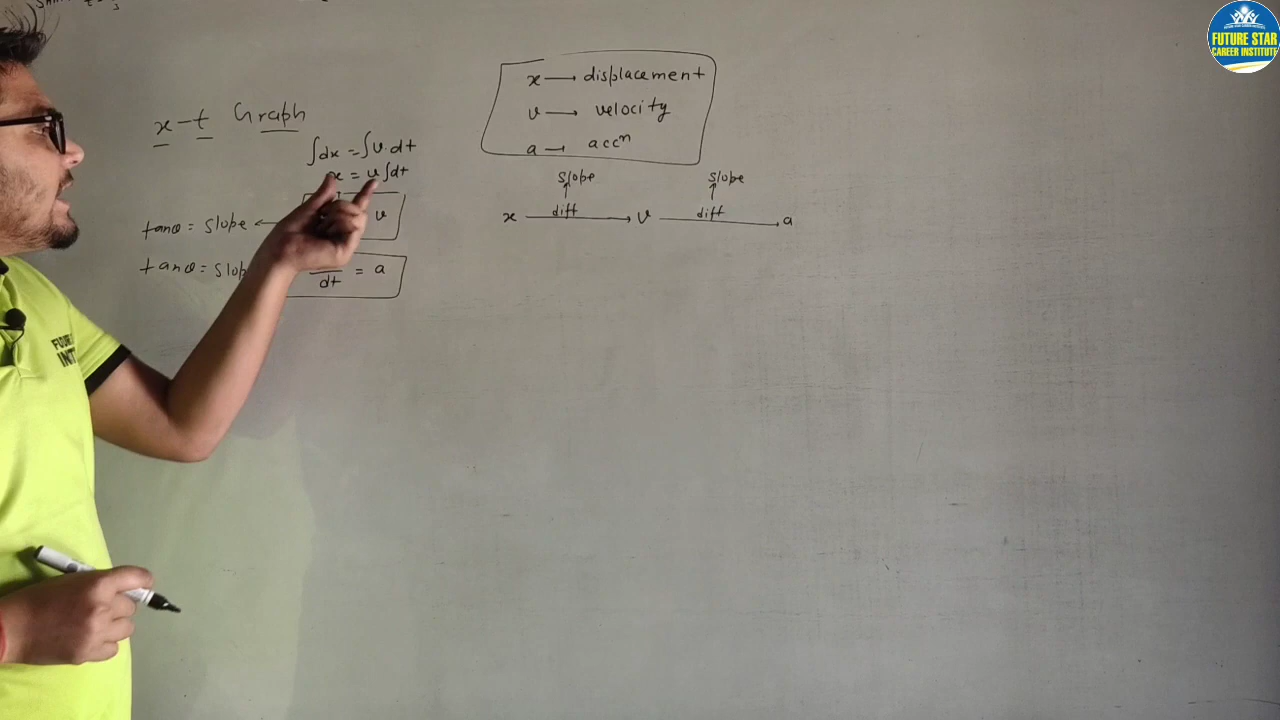 x - t Graph
∫dx = ∫v. dt
x = v ∫dt
tanθ = slope ← v
tanθ = slop
dt = a
x → displacement
v → velocity
a → accⁿ
slope slope
x diff → v diff → a
FUTURE STAR
CAREER INSTITUTE